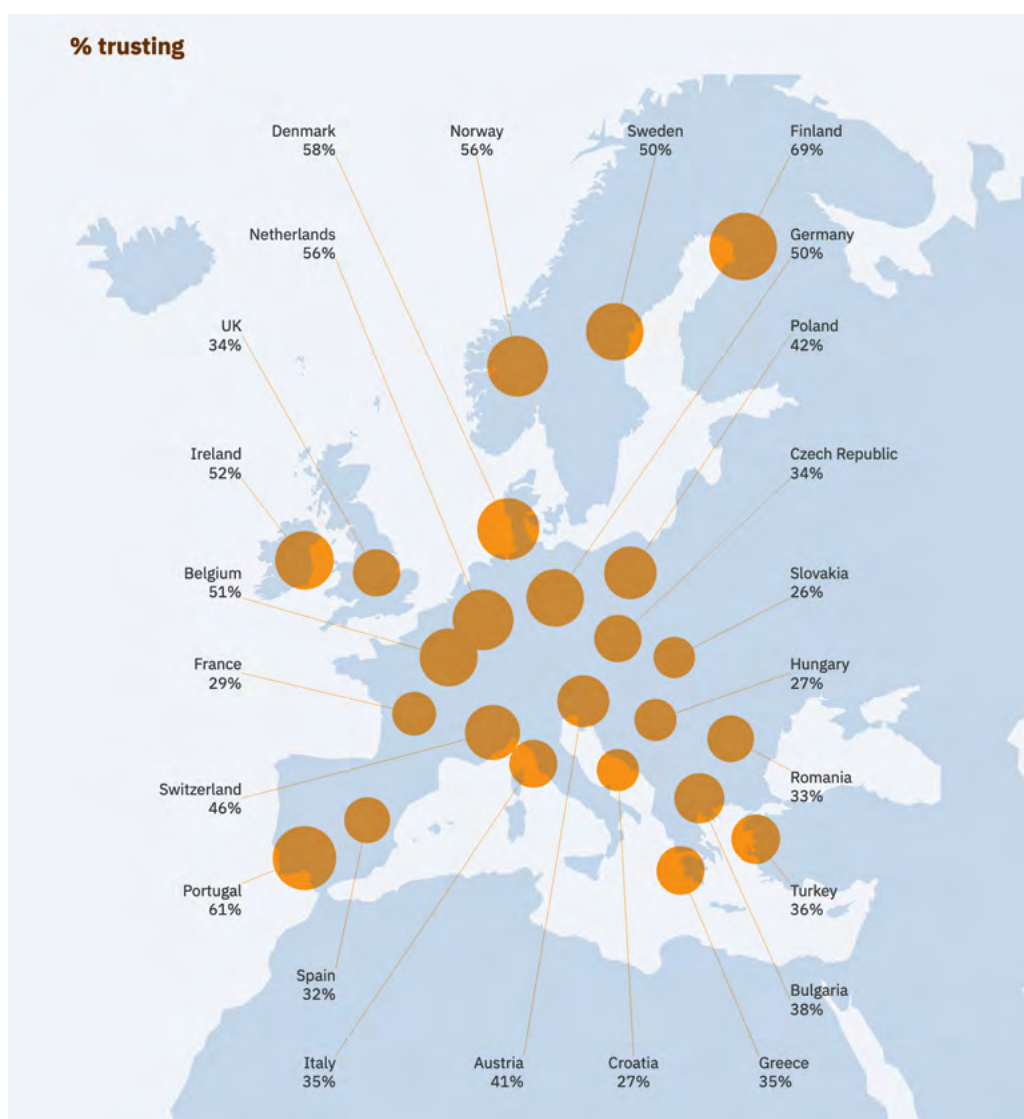 % trusting
Denmark
58%
Norway
56%
Sweden
50%
Finland
69%
Netherlands
56%
Germany
50%
UK
34%
Poland
42%
Ireland
52%
Czech Republic
34%
Belgium
51%
Slovakia
26%
France
29%
Hungary
27%
Switzerland
46%
Romania
33%
Portugal
61%
Turkey
36%
Spain
32%
Bulgaria
38%
Italy
35%
Austria
41%
Croatia
27%
Greece
35%